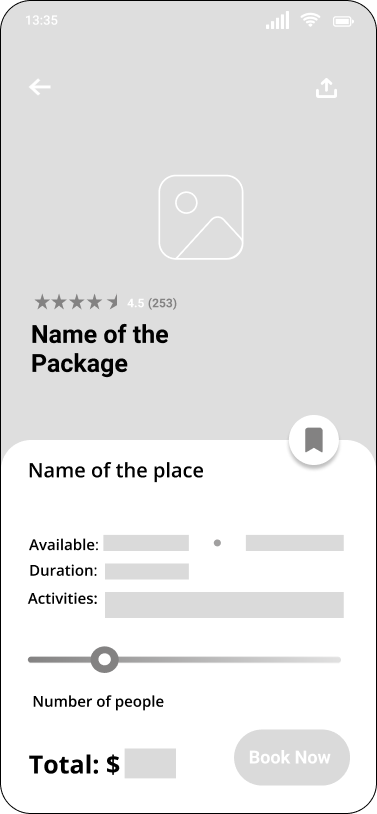 13:35
4.5 (253)
Name of the
Package
Name of the place
Available:
Duration:
Activities:
Number of people
Total: $
Book Now